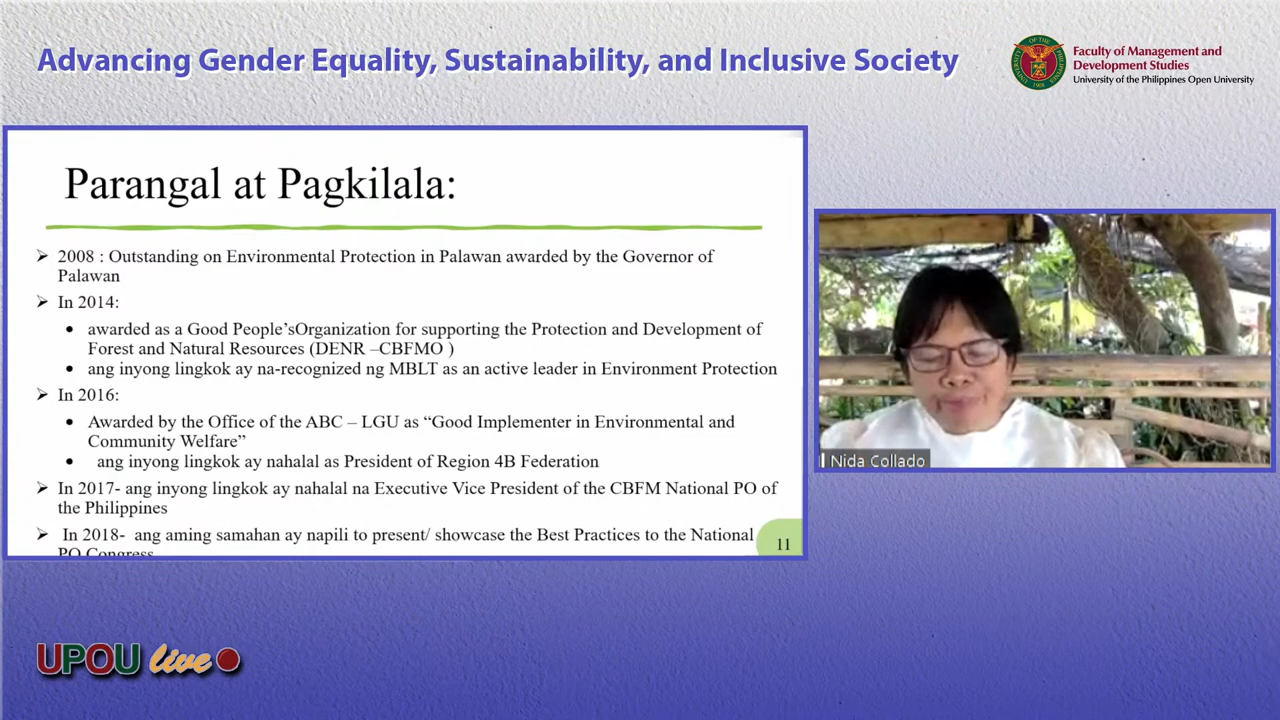 Advancing Gender Equality, Sustainability, and Inclusive Society
Faculty of Management and
Development Studies
University of the Philippines Open University
Parangal at Pagkilala:
2008 : Outstanding on Environmental Protection in Palawan awarded by the Governor of
Palawan
In 2014:
awarded as a Good People'sOrganization for supporting the Protection and Development of
Forest and Natural Resources (DENR –CBFMO )
ang inyong lingkok ay na-recognized ng MBLT as an active leader in Environment Protection
In 2016:
Awarded by the Office of the ABC – LGU as “Good Implementer in Environmental and
Community Welfare”
ang inyong lingkok ay nahalal as President of Region 4B Federation
In 2017- ang inyong lingkok ay nahalal na Executive Vice President of the CBFM National PO of
the Philippines
In 2018- ang aming samahan ay napili to present/ showcase the Best Practices to the National
PO Congress
11
Nida Collado
UPOU live